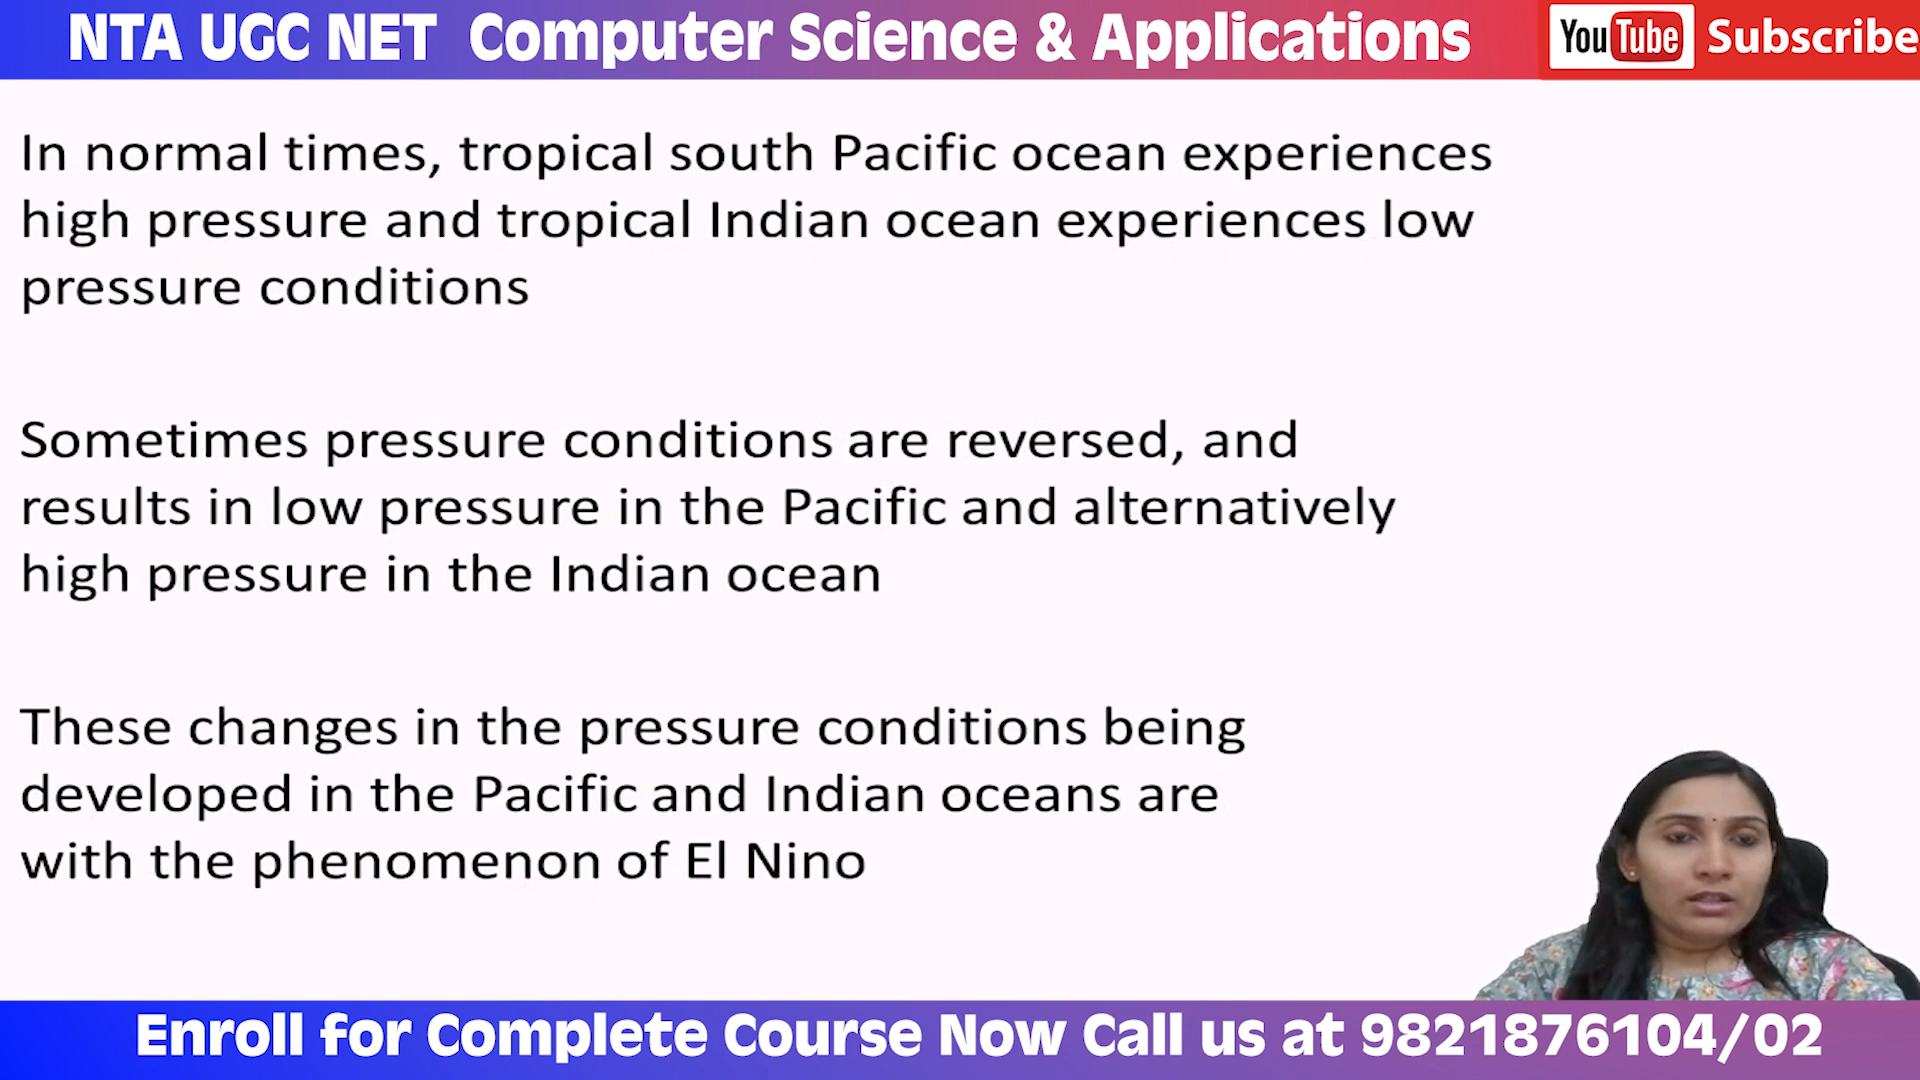 NTA UGC NET Computer Science & Applications
YouTube Subscribe
In normal times, tropical south Pacific ocean experiences
high pressure and tropical Indian ocean experiences low
pressure conditions
Sometimes pressure conditions are reversed, and
results in low pressure in the Pacific and alternatively
high pressure in the Indian ocean
These changes in the pressure conditions being
developed in the Pacific and Indian oceans are
with the phenomenon of El Nino
Enroll for Complete Course Now Call us at 9821876104/02